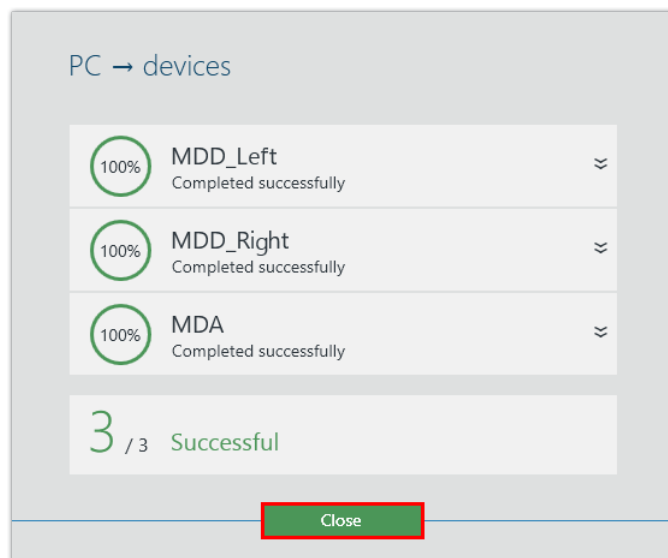 PC → devices
100%
MDD_Left
Completed successfully
100%
MDD_Right
Completed successfully
100%
MDA
Completed successfully
3 / 3 Successful
Close